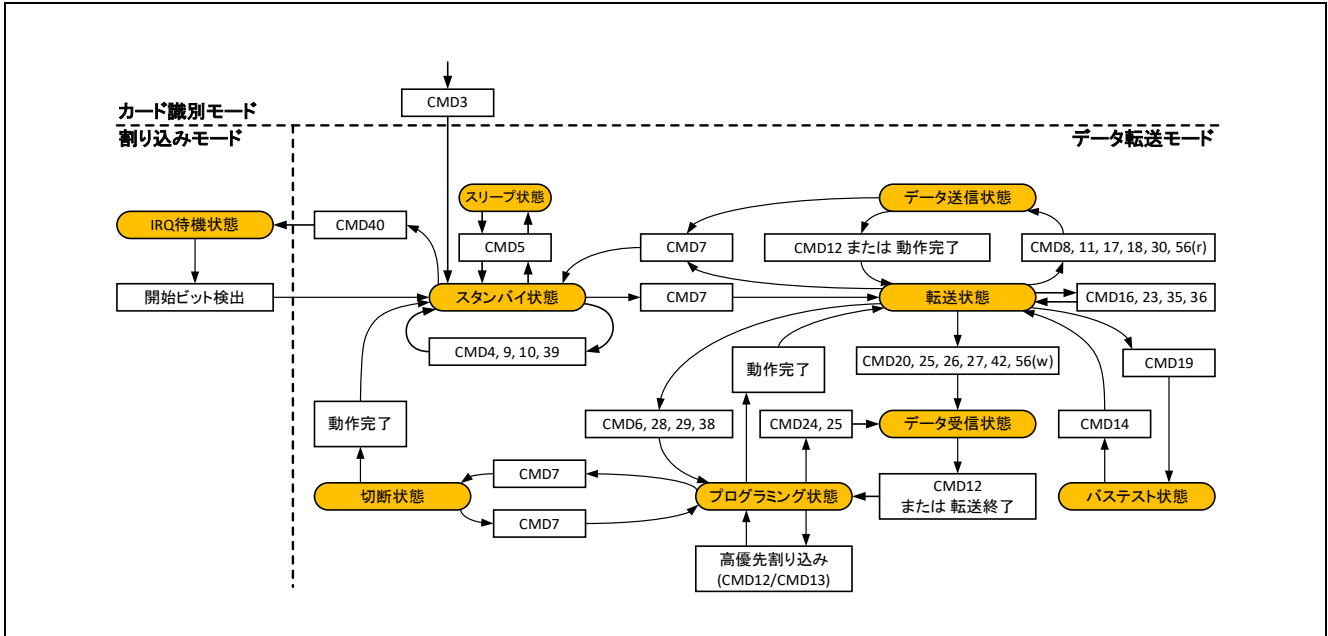 CMD3
カード識別モード
割り込みモード
データ転送モード
スリープ状態
データ送信状態
IRQ待機状態
CMD40
CMD5
CMD7
CMD12 または 動作完了
CMD8, 11, 17, 18, 30, 56(r)
開始ビット検出
スタンバイ状態
CMD7
転送状態
CMD16, 23, 35, 36
CMD4, 9, 10, 39
動作完了
CMD20, 25, 26, 27, 42, 56(w)
CMD19
動作完了
CMD6, 28, 29, 38
CMD24, 25
データ受信状態
CMD14
CMD7
切断状態
プログラミング状態
CMD12
または 転送終了
バステスト状態
CMD7
高優先割り込み
(CMD12/CMD13)